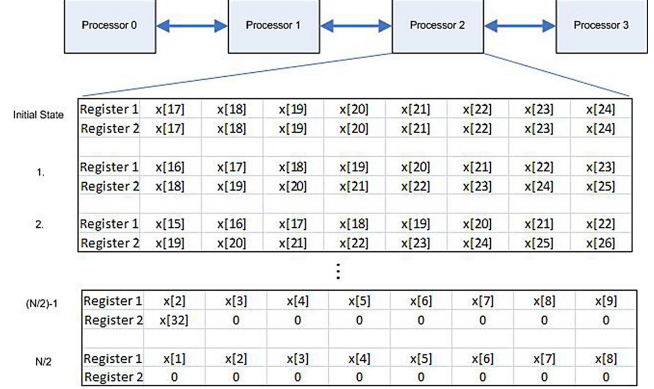 Processor 0 Processor 1 Processor 2 Processor 3
Initial State Register 1 x[17] x[18] x[19] x[20] x[21] x[22] x[23] x[24]
Register 2 x[17] x[18] x[19] x[20] x[21] x[22] x[23] x[24]
1. Register 1 x[16] x[17] x[18] x[19] x[20] x[21] x[22] x[23]
Register 2 x[18] x[19] x[20] x[21] x[22] x[23] x[24] x[25]
2. Register 1 x[15] x[16] x[17] x[18] x[19] x[20] x[21] x[22]
Register 2 x[19] x[20] x[21] x[22] x[23] x[24] x[25] x[26]
(N/2)-1 Register 1 x[2] x[3] x[4] x[5] x[6] x[7] x[8] x[9]
Register 2 x[32] 0 0 0 0 0 0 0
N/2 Register 1 x[1] x[2] x[3] x[4] x[5] x[6] x[7] x[8]
Register 2 0 0 0 0 0 0 0 0